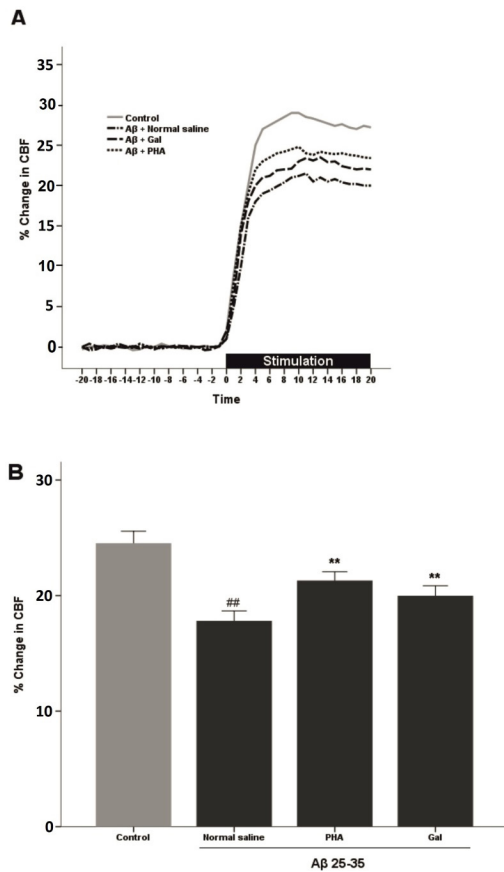 A
35
30
25
20
15
10
5
0
% Change in CBF
Control
Aβ + Normal saline
Aβ + Gal
Aβ + PHA
Stimulation
-20 -18 -16 -14 -12 -10 -8 -6 -4 -2 0 2 4 6 8 10 12 14 16 18 20
Time
B
30
20
10
0
% Change in CBF
##
**
**
Control Normal saline PHA Gal
Aβ 25-35